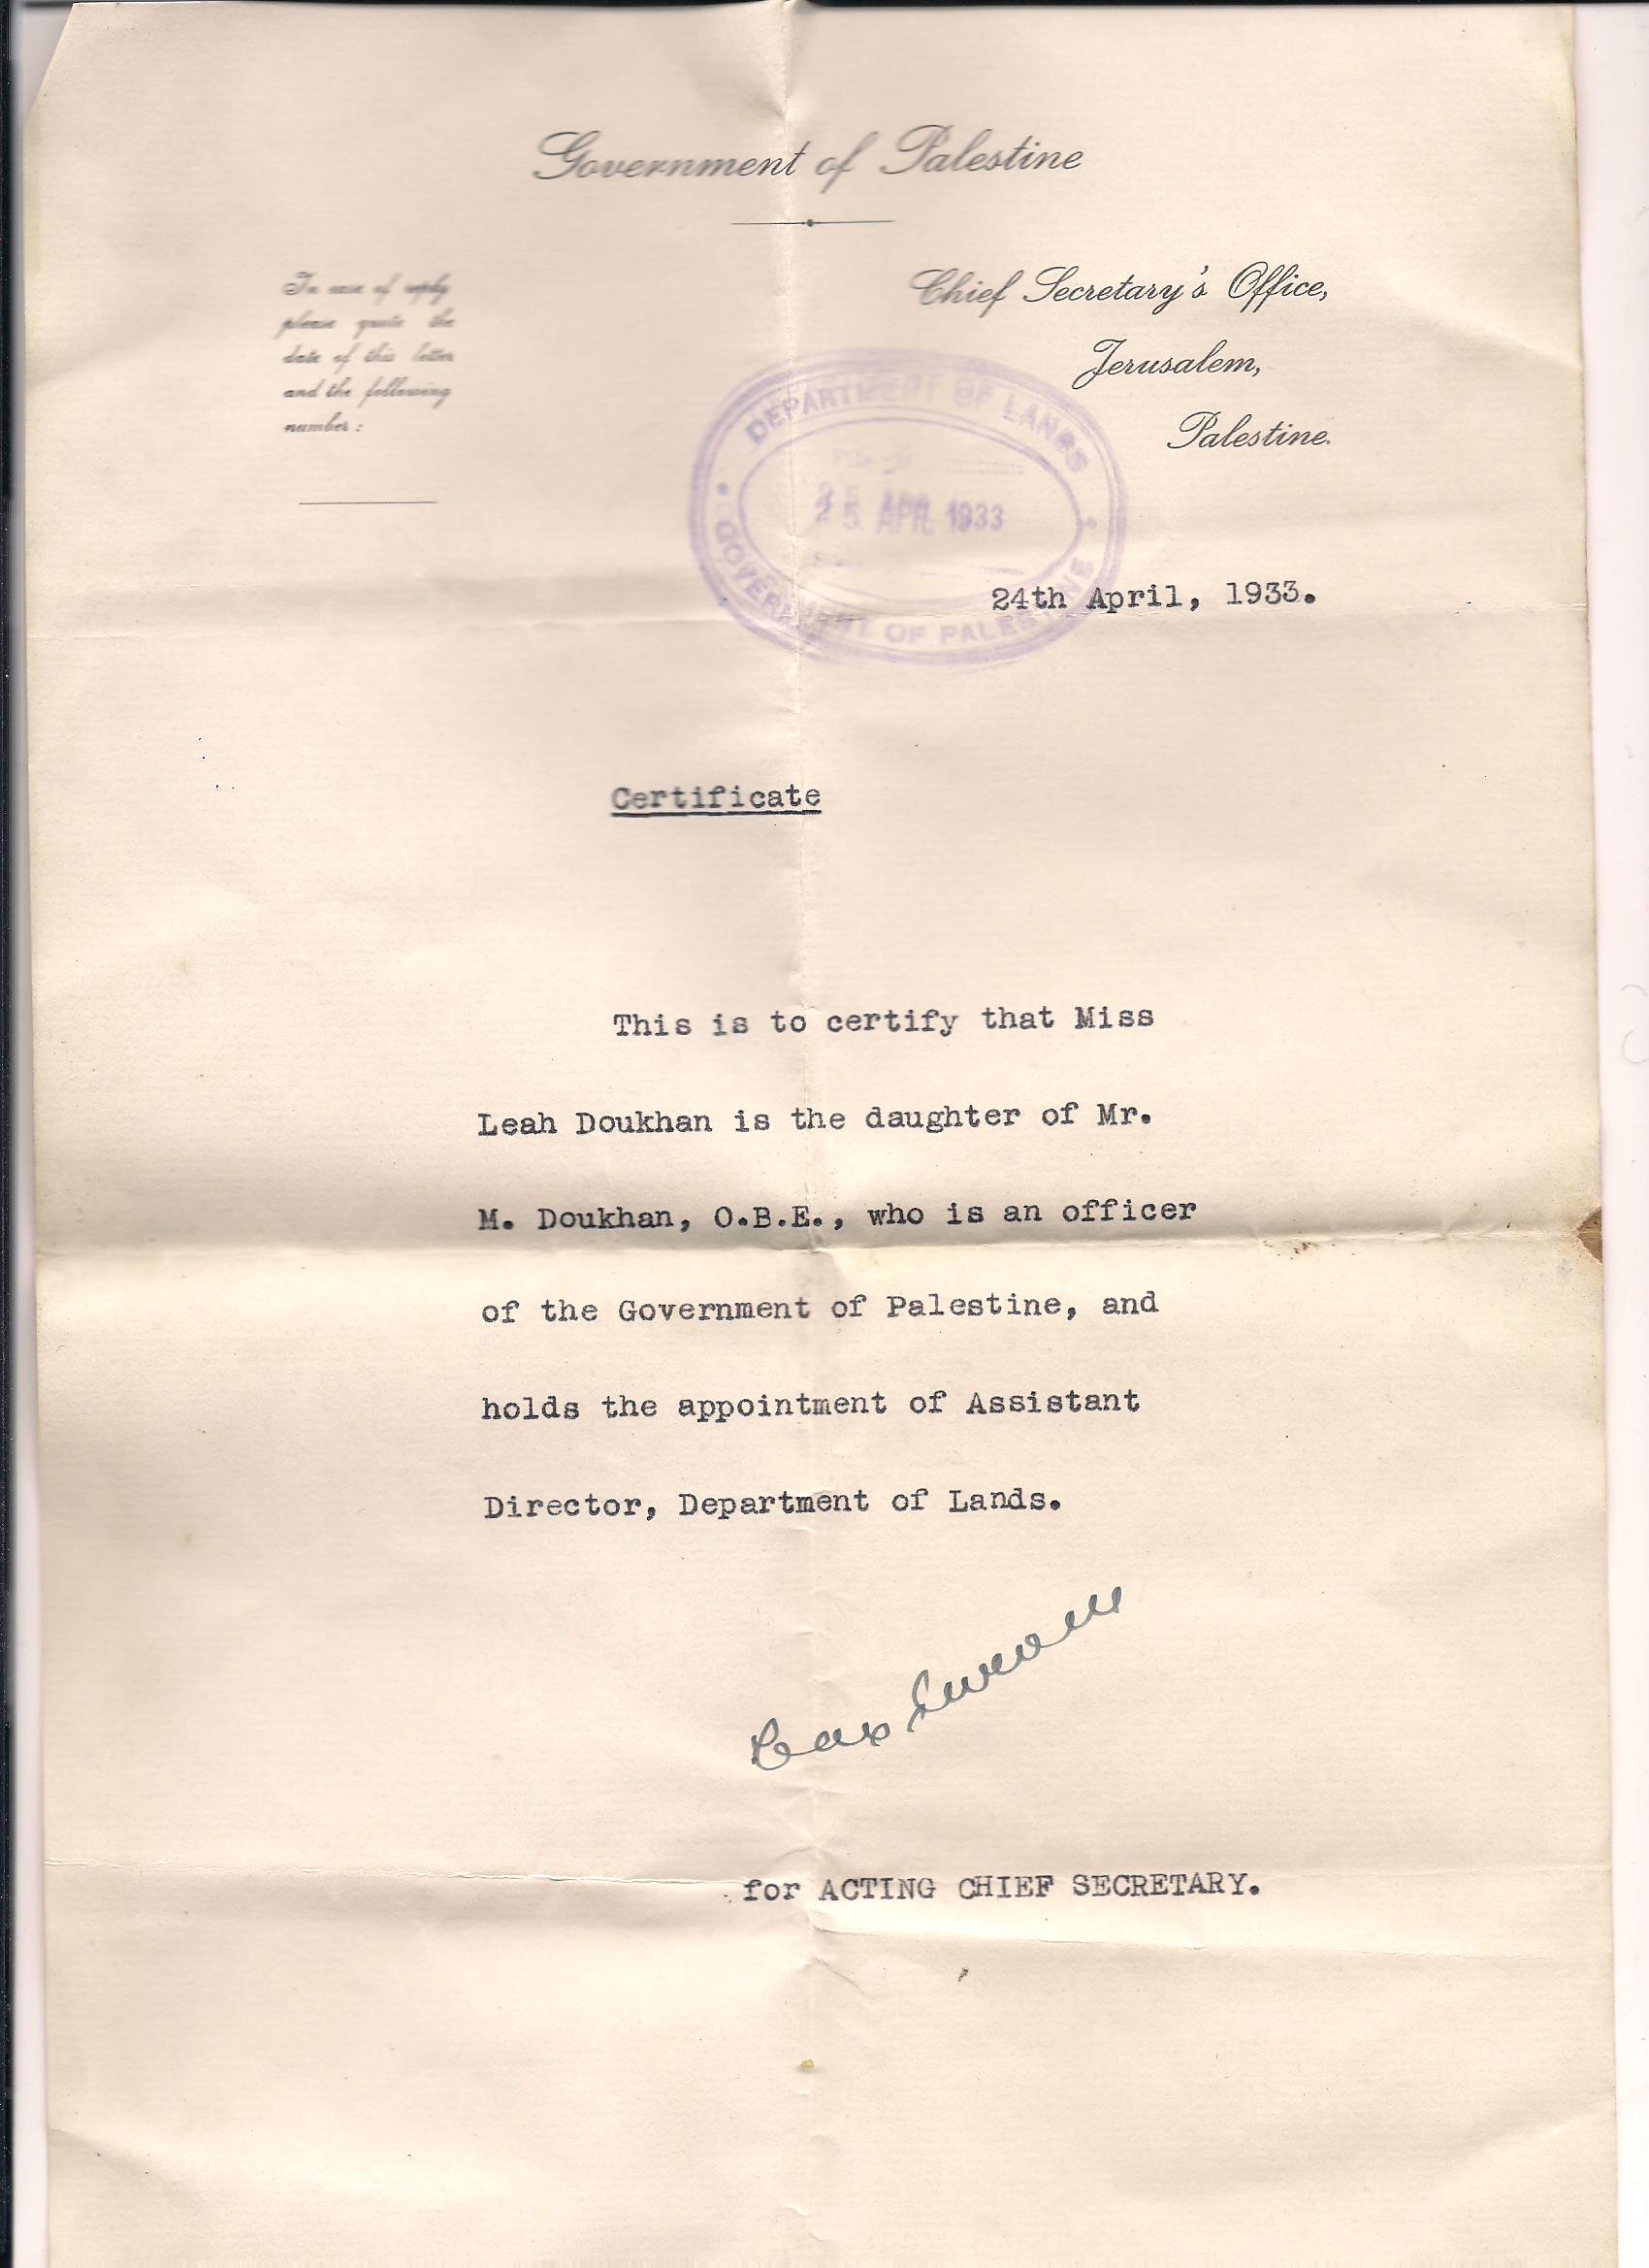 Government of Palestine
In case of reply
please quote the
date of this letter
and the following
number:
Chief Secretary's Office,
Jerusalem,
Palestine.
DEPARTMENT OF LANDS
25 APR 1933
GOVERNMENT OF PALESTINE
24th April, 1933.
Certificate
This is to certify that Miss
Leah Doukhan is the daughter of Mr.
M. Doukhan, O.B.E., who is an officer
of the Government of Palestine, and
holds the appointment of Assistant
Director, Department of Lands.
for ACTING CHIEF SECRETARY.